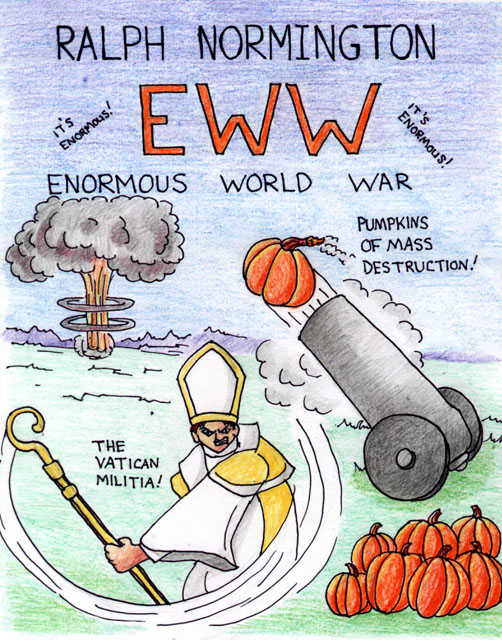 RALPH NORMINGTON
EWW
IT'S
ENORMOUS!
IT'S
ENORMOUS!
ENORMOUS WORLD WAR
PUMPKINS
OF MASS
DESTRUCTION!
THE
VATICAN
MILITIA!